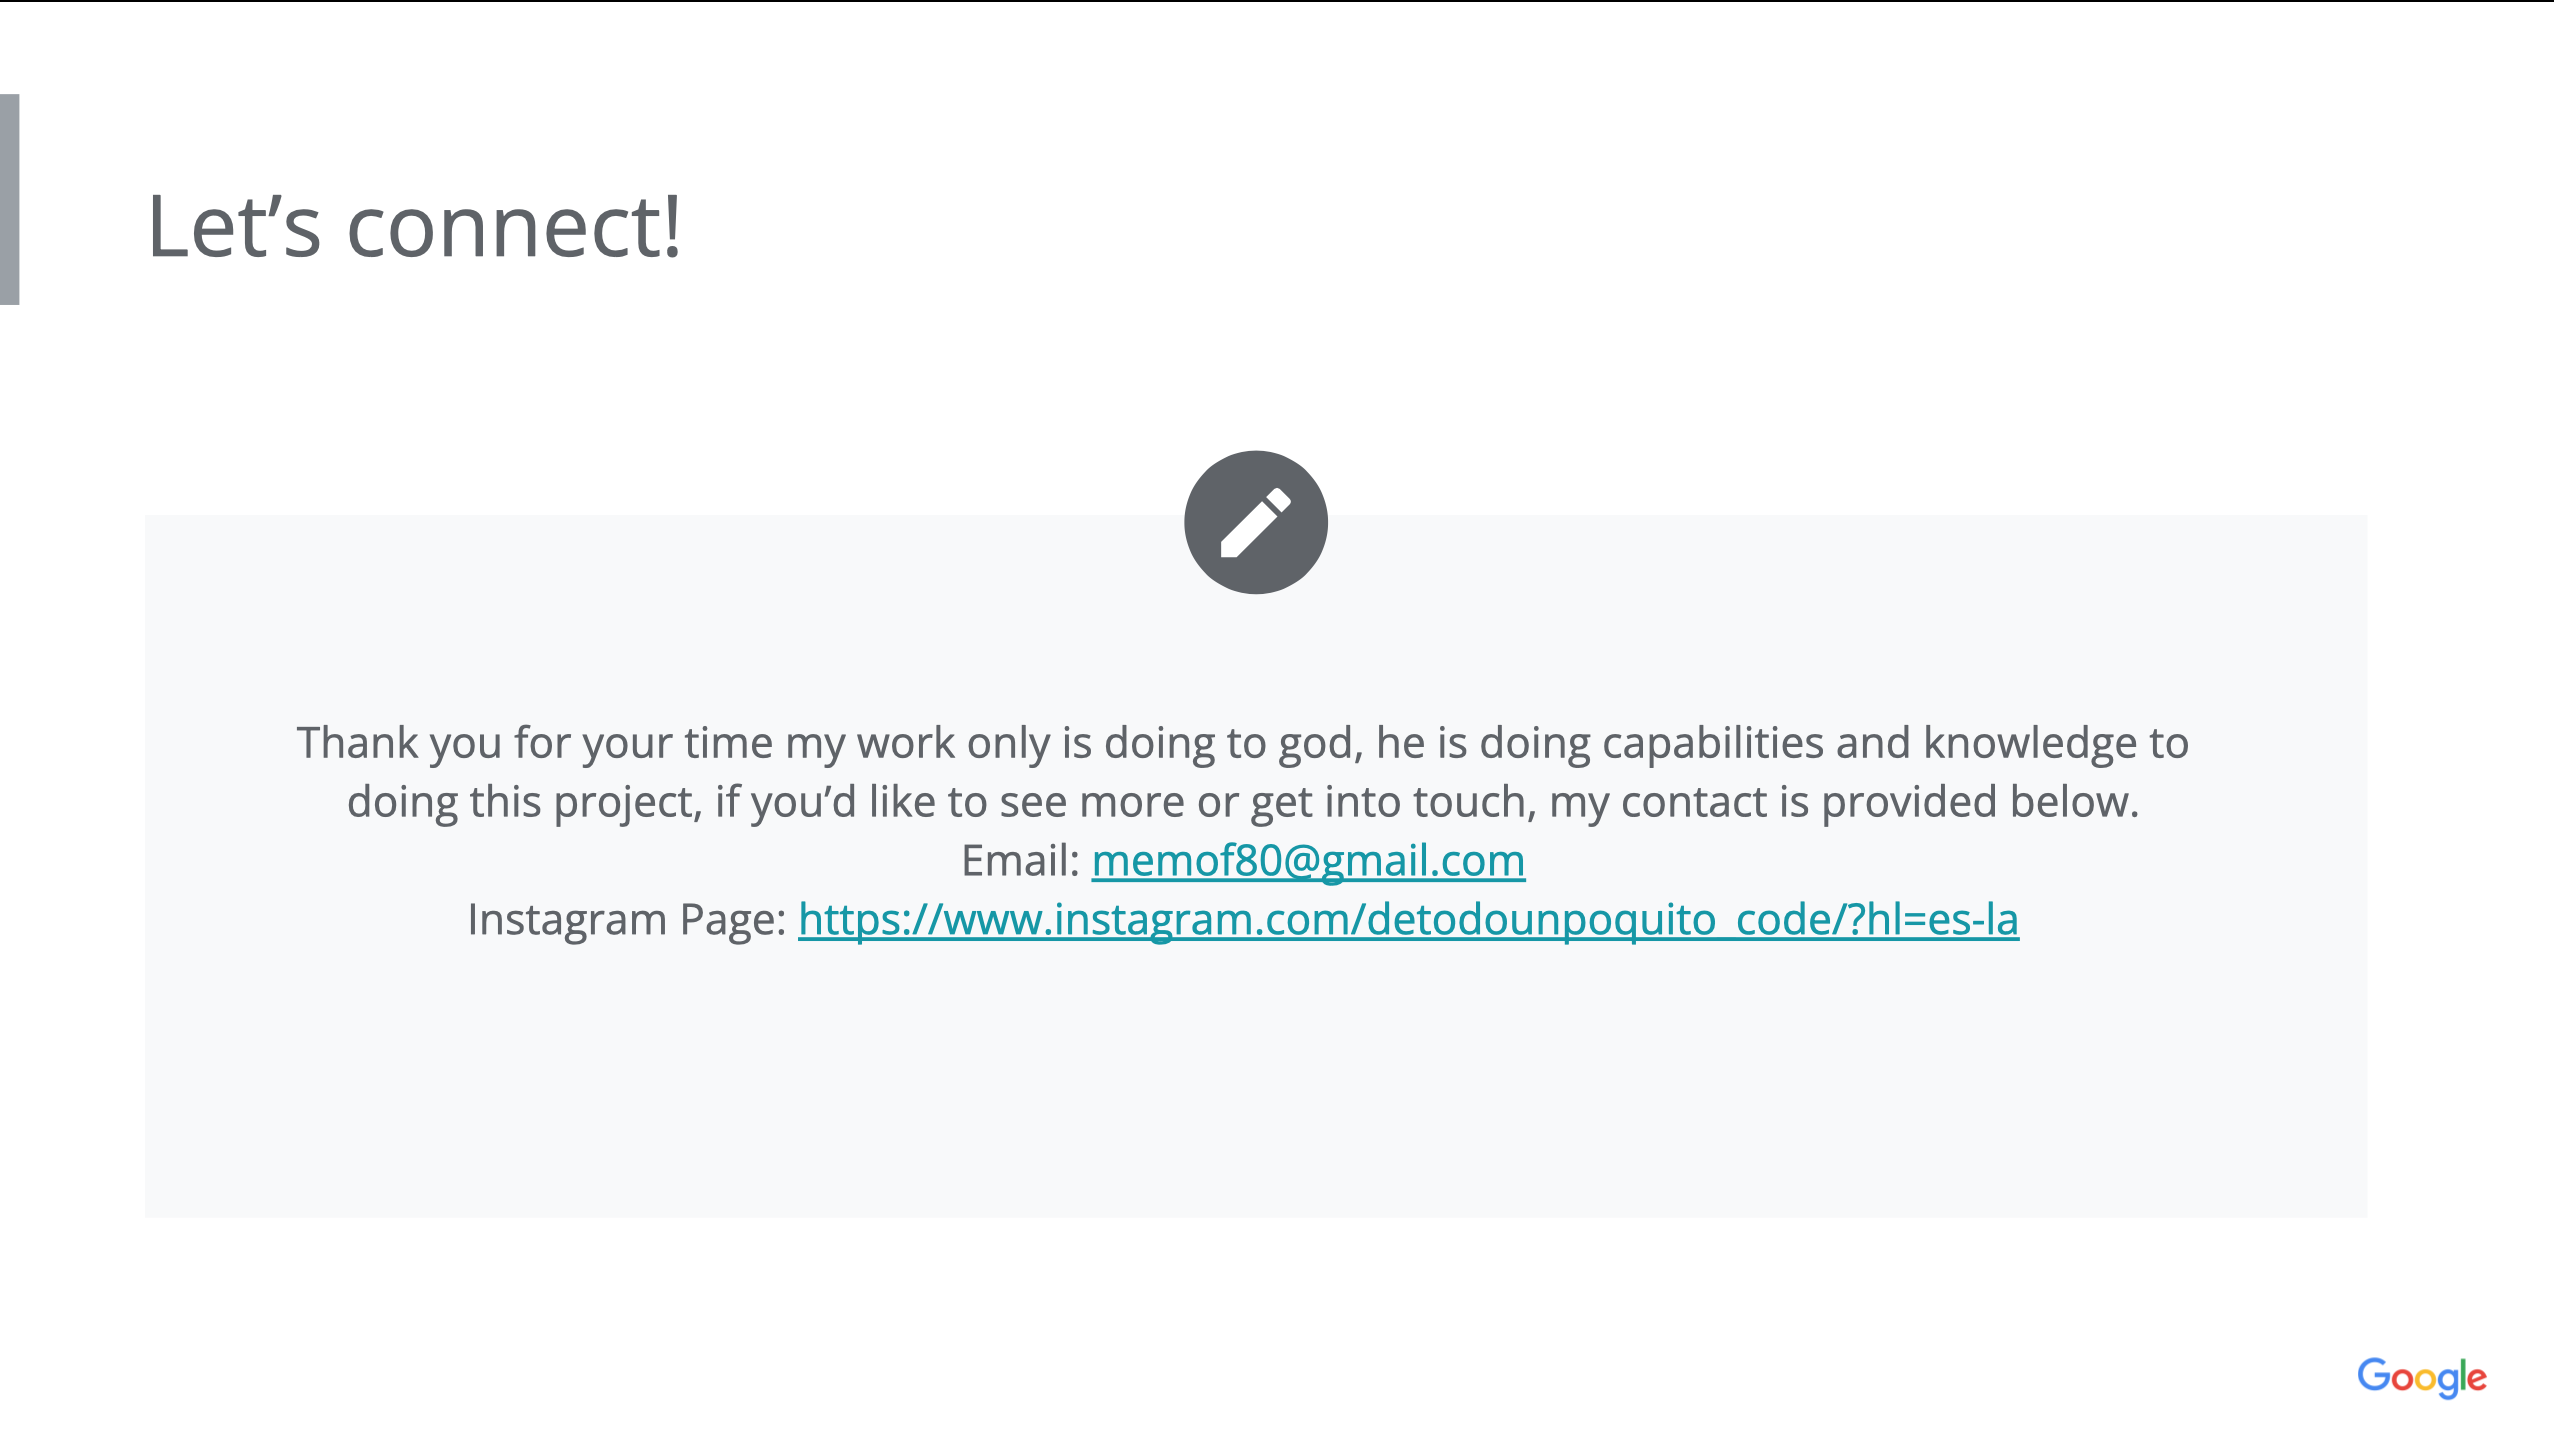 Let’s connect!
Thank you for your time my work only is doing to god, he is doing capabilities and knowledge to
doing this project, if you’d like to see more or get into touch, my contact is provided below.
Email: memof80@gmail.com
Instagram Page: https://www.instagram.com/detodounpoquito_code/?hl=es-la
Google